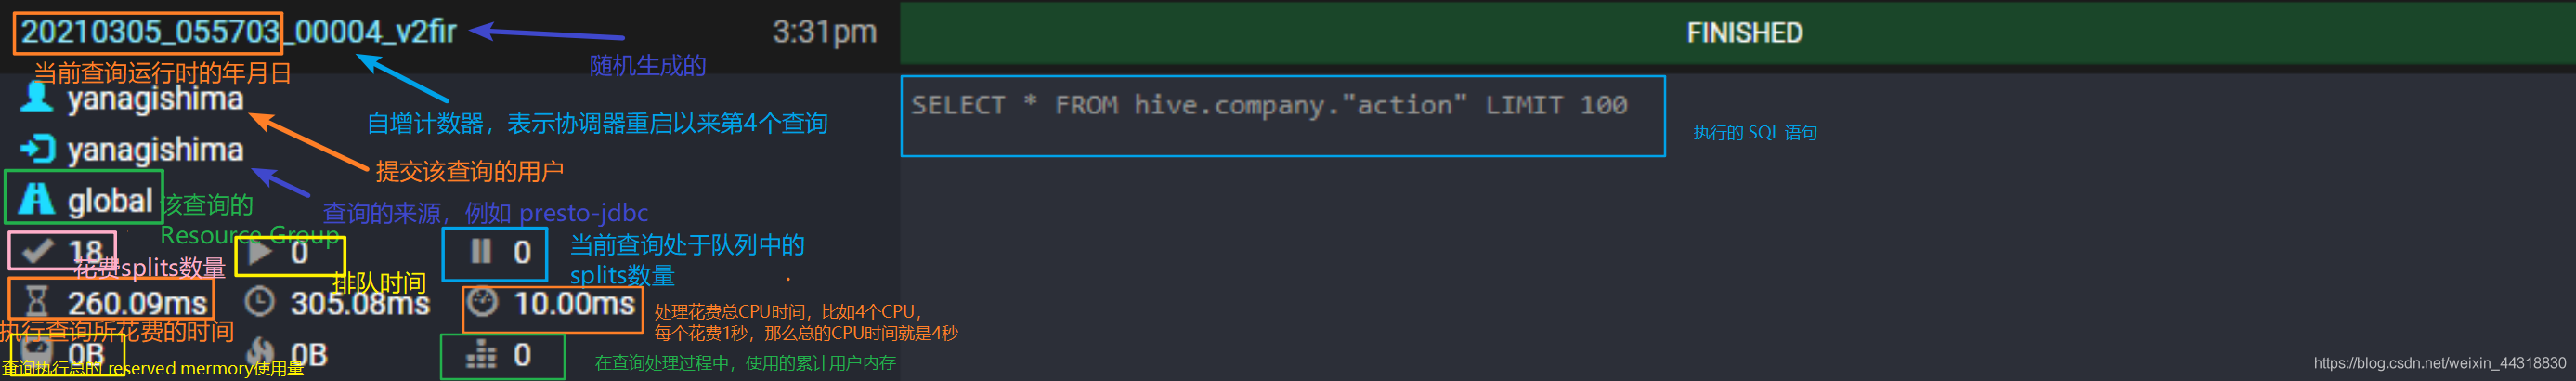 20210305_055703_00004_v2fir
3:31pm
FINISHED
当前查询运行时的年月日
随机生成的
yanagishima
自增计数器，表示协调器重启以来第4个查询
SELECT * FROM hive.company."action" LIMIT 100
执行的 SQL 语句
yanagishima
提交该查询的用户
global
该查询的
Resource Group
查询的来源，例如 presto-jdbc
18
花费splits数量
0
排队时间
0
当前查询处于队列中的
splits数量
260.09ms
305.08ms
10.00ms
执行查询所花费的时间
处理花费总CPU时间，比如4个CPU，
每个花费1秒，那么总的CPU时间就是4秒
0B
0B
0
查询执行总的 reserved mermory使用量
在查询处理过程中，使用的累计用户内存
https://blog.csdn.net/weixin_44318830